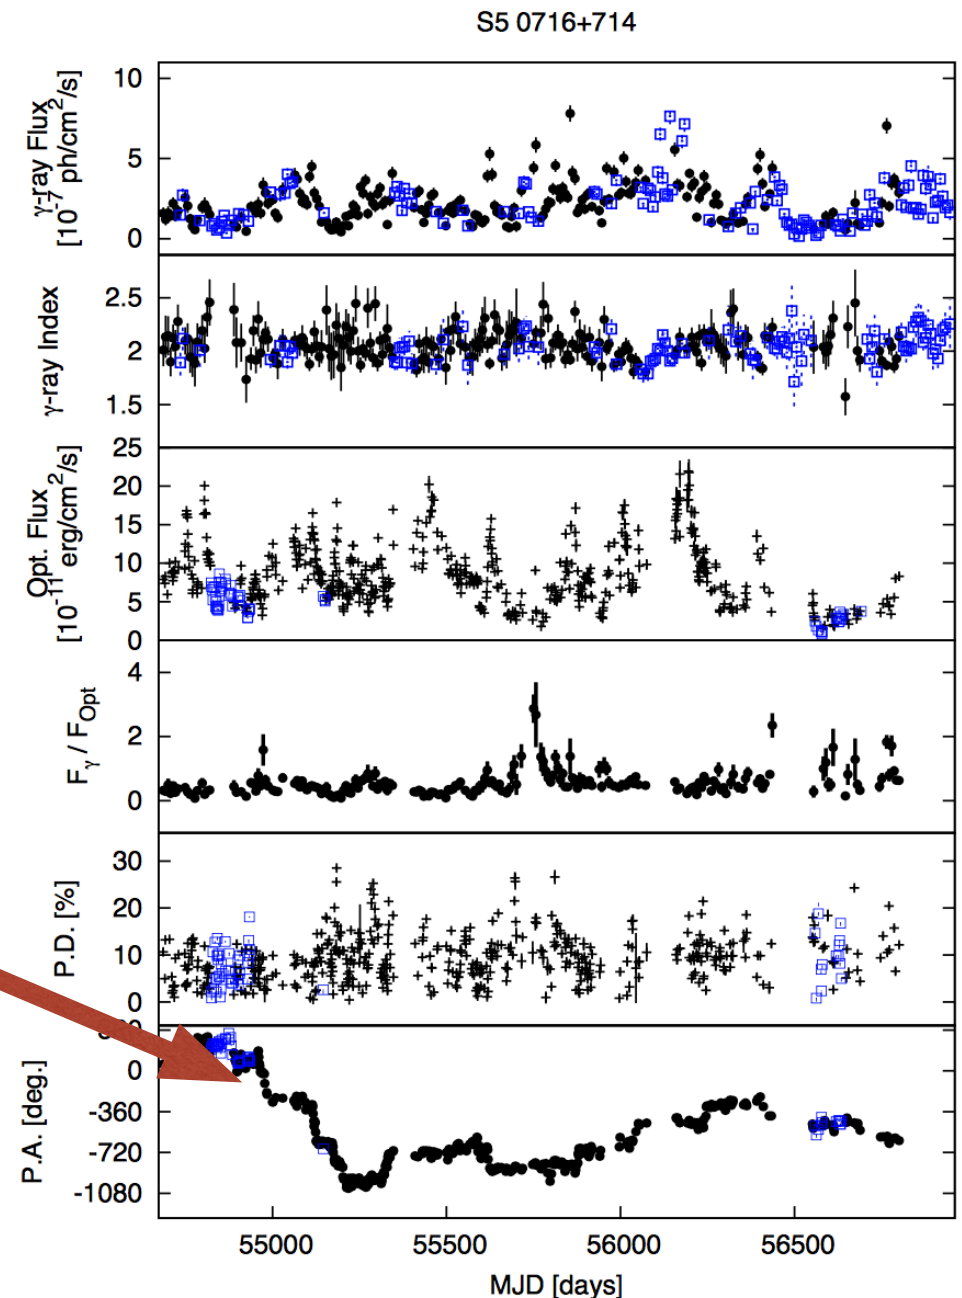 S5 0716+714
γ-ray Flux
[10⁻⁷ ph/cm²/s]
10
5
0
γ-ray Index
2.5
2
1.5
Opt. Flux
[10⁻¹¹ erg/cm²/s]
25
20
15
10
5
0
Fγ / FOpt
4
2
0
P.D. [%]
30
20
10
0
P.A. [deg.]
0
-360
-720
-1080
55000 55500 56000 56500
MJD [days]